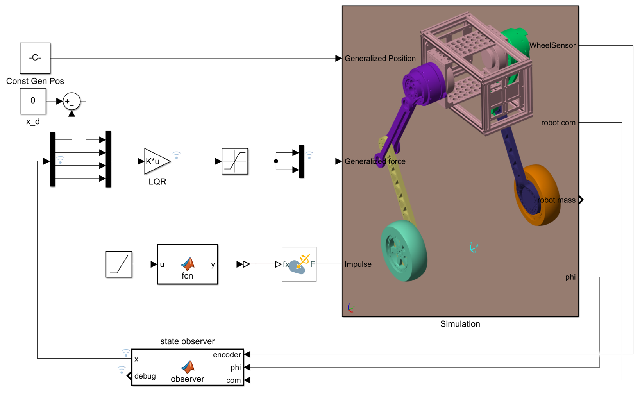 -C-
Const Gen Pos
0
x_d
K*u
LQR
u
y
fcn
fx
F
Generalized Position
Generalized force
Impulse
WheelSensor
robot com
robot mass
phi
Simulation
state observer
x
debug
observer
encoder
phi
com